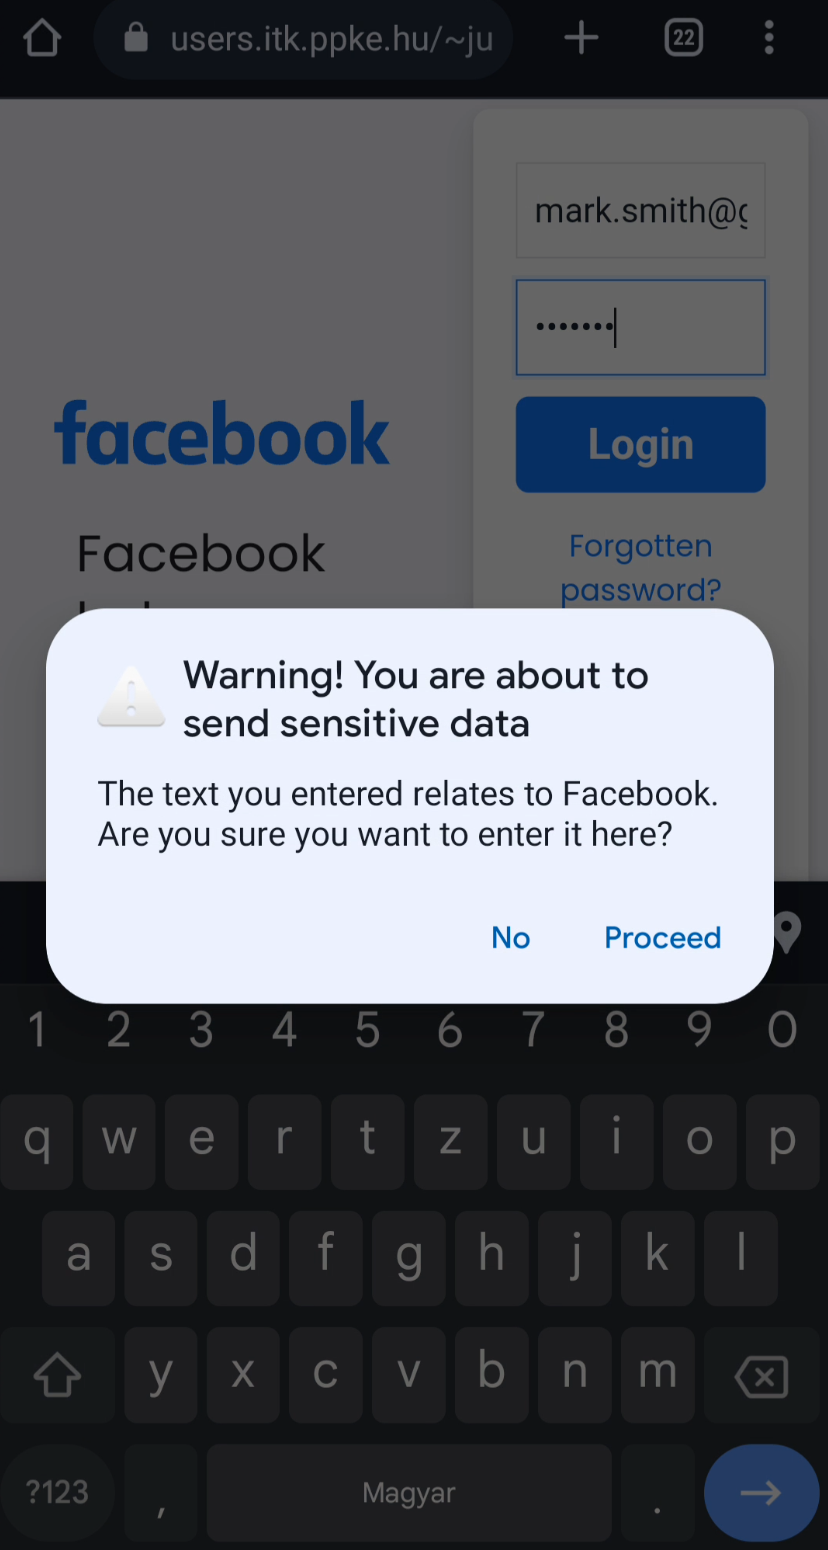 users.itk.ppke.hu/~ju
22
mark.smith@
•••••••
Login
facebook
Facebook
Forgotten
password?
Warning! You are about to
send sensitive data
The text you entered relates to Facebook.
Are you sure you want to enter it here?
No Proceed
1 2 3 4 5 6 7 8 9 0
q w e r t z u i o p
a s d f g h j k l
y x c v b n m
?123 , Magyar .